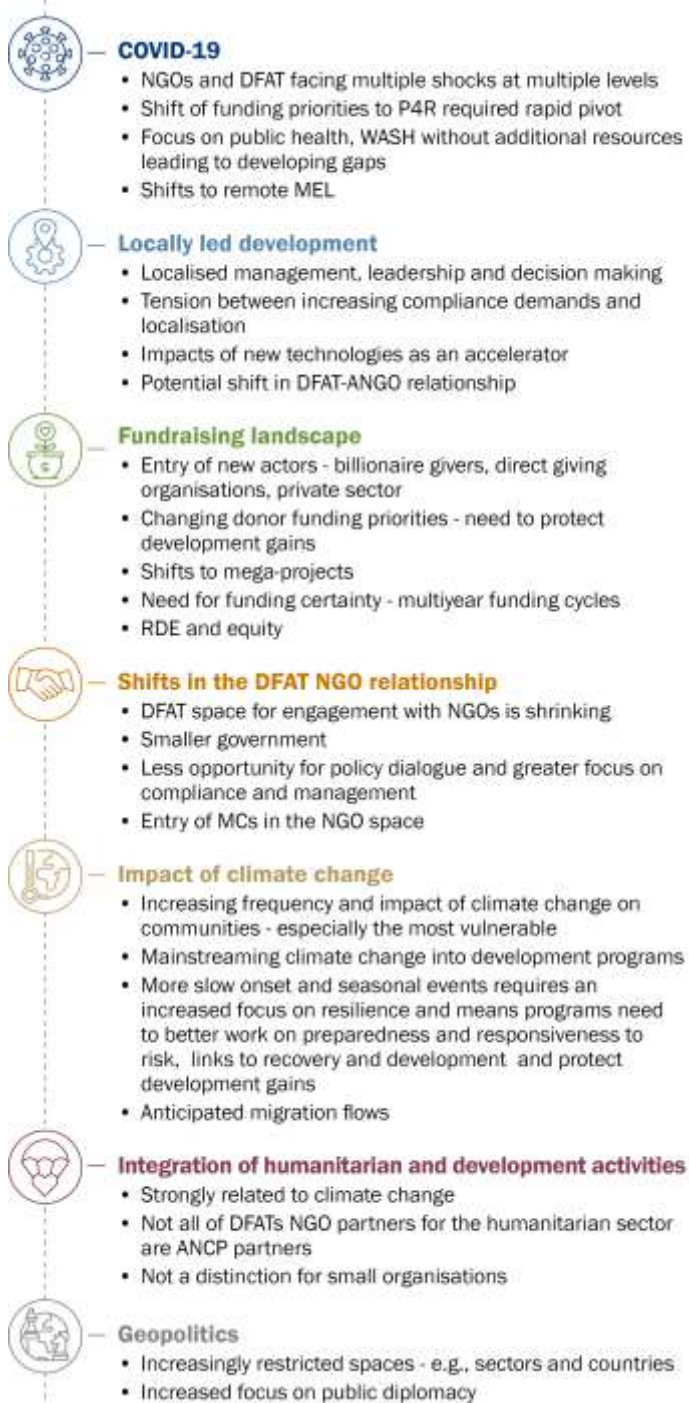 COVID-19
• NGOs and DFAT facing multiple shocks at multiple levels
• Shift of funding priorities to P4R required rapid pivot
• Focus on public health, WASH without additional resources
leading to developing gaps
• Shifts to remote MEL
Locally led development
• Localised management, leadership and decision making
• Tension between increasing compliance demands and
localisation
• Impacts of new technologies as an accelerator
• Potential shift in DFAT-ANGO relationship
Fundraising landscape
• Entry of new actors - billionaire givers, direct giving
organisations, private sector
• Changing donor funding priorities - need to protect
development gains
• Shifts to mega-projects
• Need for funding certainty - multiyear funding cycles
• RDE and equity
Shifts in the DFAT NGO relationship
• DFAT space for engagement with NGOs is shrinking
• Smaller government
• Less opportunity for policy dialogue and greater focus on
compliance and management
• Entry of MCs in the NGO space
Impact of climate change
• Increasing frequency and impact of climate change on
communities - especially the most vulnerable
• Mainstreaming climate change into development programs
• More slow onset and seasonal events requires an
increased focus on resilience and means programs need
to better work on preparedness and responsiveness to
risk, links to recovery and development and protect
development gains
• Anticipated migration flows
Integration of humanitarian and development activities
• Strongly related to climate change
• Not all of DFATs NGO partners for the humanitarian sector
are ANCP partners
• Not a distinction for small organisations
Geopolitics
• Increasingly restricted spaces - e.g., sectors and countries
• Increased focus on public diplomacy